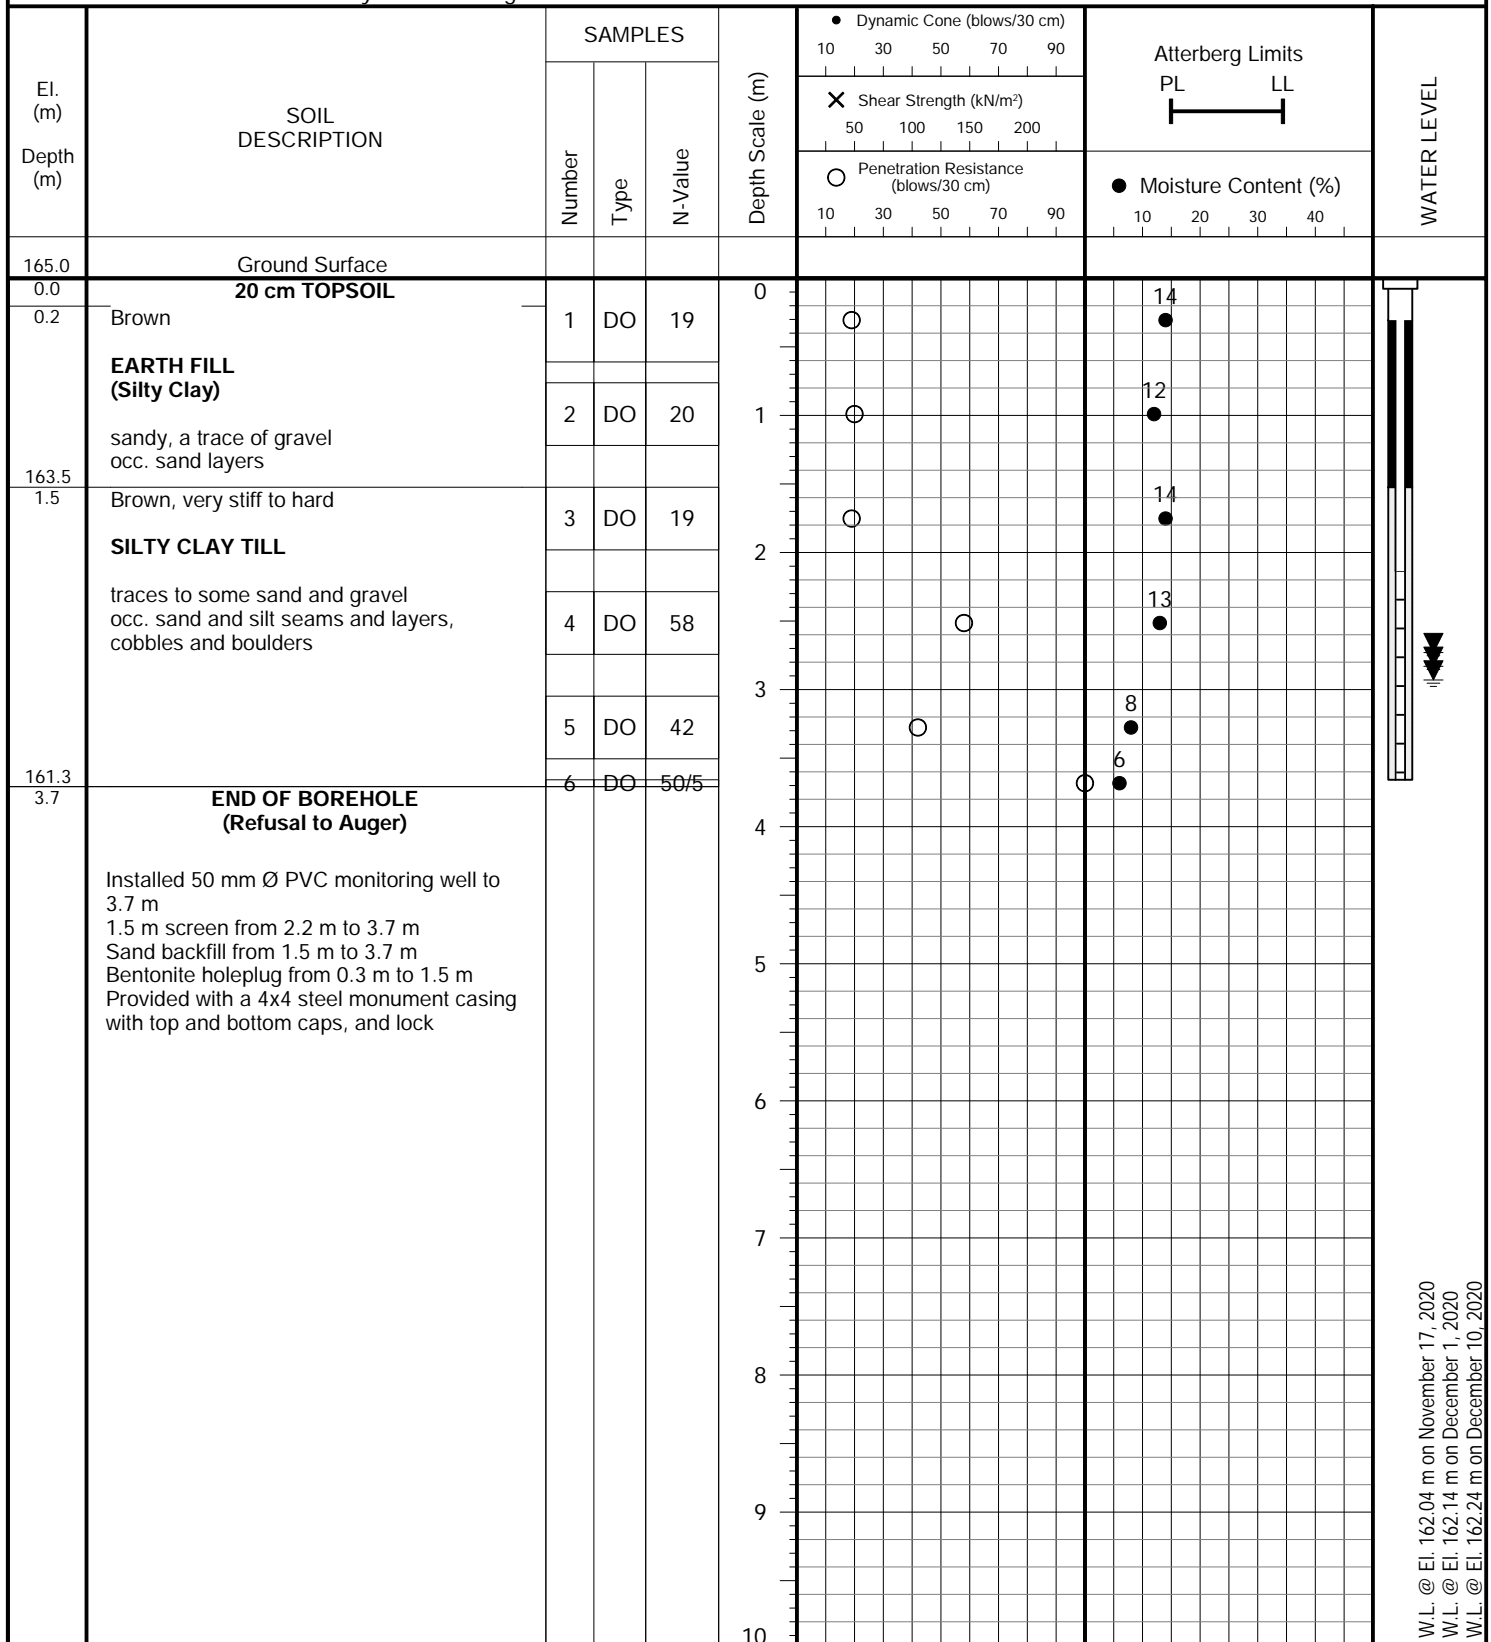 El.
(m)
Depth
(m)
SOIL
DESCRIPTION
SAMPLES
Number
Type
N-Value
Depth Scale (m)
Dynamic Cone (blows/30 cm)
10 30 50 70 90
Shear Strength (kN/m²)
50 100 150 200
Penetration Resistance
(blows/30 cm)
10 30 50 70 90
Atterberg Limits
PL LL
Moisture Content (%)
10 20 30 40
WATER LEVEL
165.0 Ground Surface
0.0 20 cm TOPSOIL 0
14
0.2 Brown 1 DO 19
EARTH FILL
(Silty Clay)
12
2 DO 20 1
sandy, a trace of gravel
occ. sand layers
163.5
1.5 Brown, very stiff to hard
14
3 DO 19
SILTY CLAY TILL
2
traces to some sand and gravel
13
occ. sand and silt seams and layers,
4 DO 58
cobbles and boulders
3
8
5 DO 42
6
161.3
6 DO 50/5
3.7 END OF BOREHOLE
(Refusal to Auger)
4
Installed 50 mm Ø PVC monitoring well to
3.7 m
1.5 m screen from 2.2 m to 3.7 m
Sand backfill from 1.5 m to 3.7 m
5
Bentonite holeplug from 0.3 m to 1.5 m
Provided with a 4x4 steel monument casing
with top and bottom caps, and lock
6
7
8
9
10
W.L. @ El. 162.04 m on November 17, 2020
W.L. @ El. 162.14 m on December 1, 2020
W.L. @ El. 162.24 m on December 10, 2020